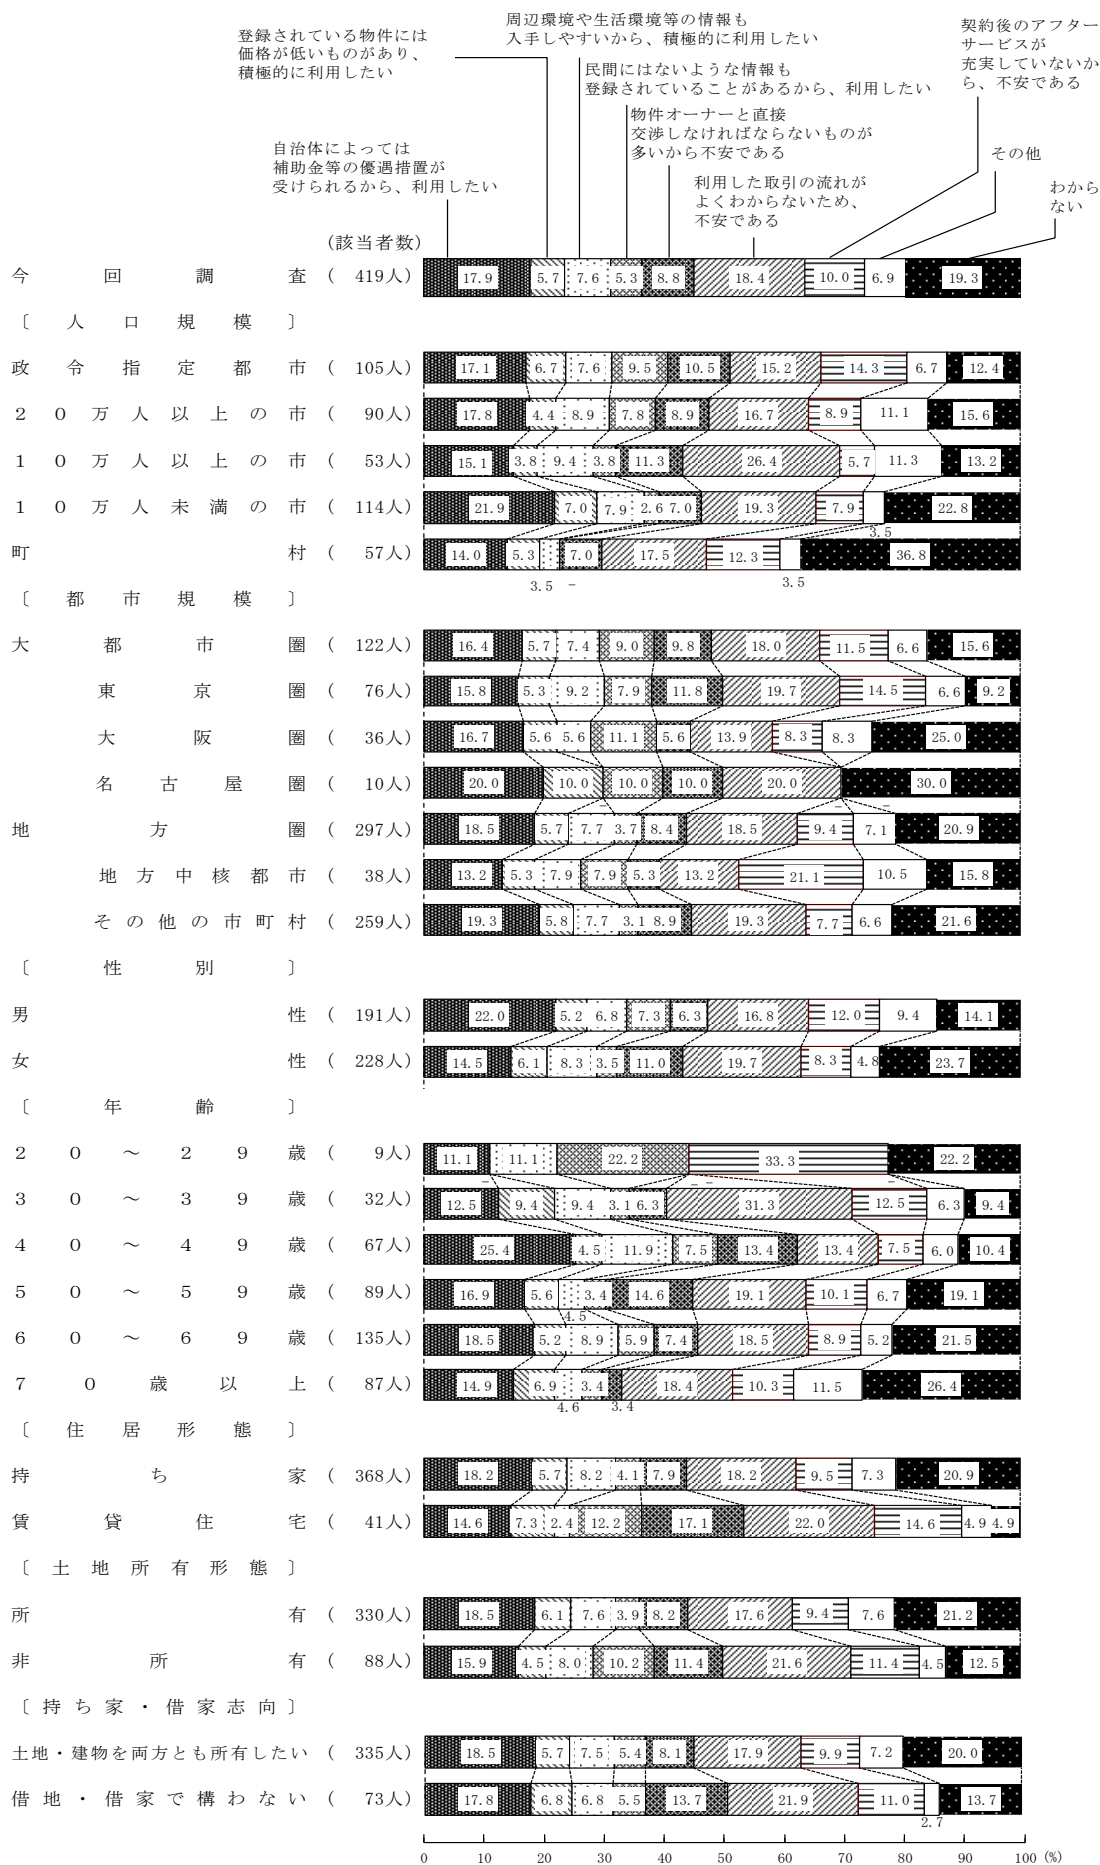 周辺環境や生活環境等の情報も
入手しやすいから、積極的に利用したい
契約後のアフター
サービスが
充実していないか
ら、不安である
登録されている物件には
価格が低いものがあり、
積極的に利用したい
民間にはないような情報も
登録されていることがあるから、利用したい
物件オーナーと直接
交渉しなければならないものが
多いから不安である
自治体によっては
補助金等の優遇措置が
受けられるから、利用したい
その他
利用した取引の流れが
よくわからないため、
不安である
わから
ない
(該当者数)
今回調査 ( 419人) 17.9 5.7 7.6 5.3 8.8 18.4 10.0 6.9 19.3
〔人口規模〕
政令指定都市 ( 105人) 17.1 6.7 7.6 9.5 10.5 15.2 14.3 6.7 12.4
20万人以上の市 ( 90人) 17.8 4.4 8.9 7.8 8.9 16.7 8.9 11.1 15.6
10万人以上の市 ( 53人) 15.1 3.8 9.4 3.8 11.3 26.4 5.7 11.3 13.2
10万人未満の市 ( 114人) 21.9 7.0 7.9 2.6 7.0 19.3 7.9 22.8
3.5
町村 ( 57人) 14.0 5.3 7.0 17.5 12.3 36.8
3.5 － 3.5
〔都市規模〕
大都市圏 ( 122人) 16.4 5.7 7.4 9.0 9.8 18.0 11.5 6.6 15.6
東京圏 ( 76人) 15.8 5.3 9.2 7.9 11.8 19.7 14.5 6.6 9.2
大阪圏 ( 36人) 16.7 5.6 5.6 11.1 5.6 13.9 8.3 8.3 25.0
名古屋圏 ( 10人) 20.0 10.0 10.0 10.0 20.0 30.0
－ － －
地方圏 ( 297人) 18.5 5.7 7.7 3.7 8.4 18.5 9.4 7.1 20.9
地方中核都市 ( 38人) 13.2 5.3 7.9 7.9 5.3 13.2 21.1 10.5 15.8
その他の市町村 ( 259人) 19.3 5.8 7.7 3.1 8.9 19.3 7.7 6.6 21.6
〔性別〕
男性 ( 191人) 22.0 5.2 6.8 7.3 6.3 16.8 12.0 9.4 14.1
女性 ( 228人) 14.5 6.1 8.3 3.5 11.0 19.7 8.3 4.8 23.7
〔年齢〕
20～29歳 ( 9人) 11.1 11.1 22.2 33.3 22.2
－ － － －
30～39歳 ( 32人) 12.5 9.4 9.4 3.1 6.3 31.3 12.5 6.3 9.4
40～49歳 ( 67人) 25.4 4.5 11.9 7.5 13.4 13.4 7.5 6.0 10.4
50～59歳 ( 89人) 16.9 5.6 3.4 14.6 19.1 10.1 6.7 19.1
4.5
60～69歳 ( 135人) 18.5 5.2 8.9 5.9 7.4 18.5 8.9 5.2 21.5
70歳以上 ( 87人) 14.9 6.9 3.4 18.4 10.3 11.5 26.4
4.6 3.4
〔住居形態〕
持ち家 ( 368人) 18.2 5.7 8.2 4.1 7.9 18.2 9.5 7.3 20.9
賃貸住宅 ( 41人) 14.6 7.3 2.4 12.2 17.1 22.0 14.6 4.9 4.9
〔土地所有形態〕
所有 ( 330人) 18.5 6.1 7.6 3.9 8.2 17.6 9.4 7.6 21.2
非所有 ( 88人) 15.9 4.5 8.0 10.2 11.4 21.6 11.4 4.5 12.5
〔持ち家・借家志向〕
土地・建物を両方とも所有したい ( 335人) 18.5 5.7 7.5 5.4 8.1 17.9 9.9 7.2 20.0
借地・借家で構わない ( 73人) 17.8 6.8 6.8 5.5 13.7 21.9 11.0 13.7
2.7
0 10 20 30 40 50 60 70 80 90 100 (%)